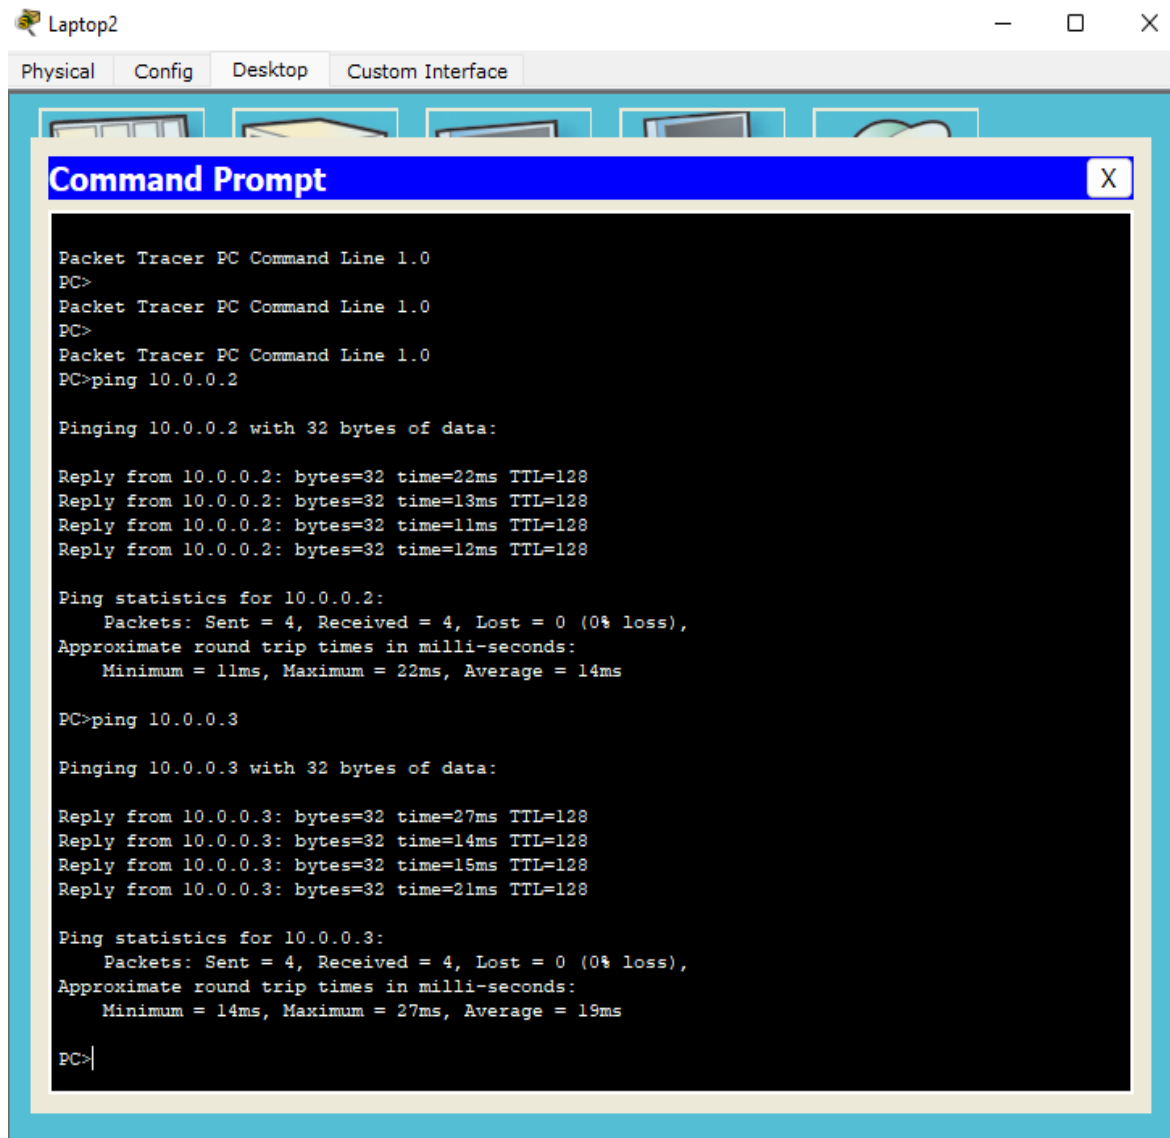 Laptop2
Physical Config Desktop Custom Interface
Command Prompt X
Packet Tracer PC Command Line 1.0
PC>
Packet Tracer PC Command Line 1.0
PC>
Packet Tracer PC Command Line 1.0
PC>ping 10.0.0.2
Pinging 10.0.0.2 with 32 bytes of data:
Reply from 10.0.0.2: bytes=32 time=22ms TTL=128
Reply from 10.0.0.2: bytes=32 time=13ms TTL=128
Reply from 10.0.0.2: bytes=32 time=11ms TTL=128
Reply from 10.0.0.2: bytes=32 time=12ms TTL=128
Ping statistics for 10.0.0.2:
Packets: Sent = 4, Received = 4, Lost = 0 (0% loss),
Approximate round trip times in milli-seconds:
Minimum = 11ms, Maximum = 22ms, Average = 14ms
PC>ping 10.0.0.3
Pinging 10.0.0.3 with 32 bytes of data:
Reply from 10.0.0.3: bytes=32 time=27ms TTL=128
Reply from 10.0.0.3: bytes=32 time=14ms TTL=128
Reply from 10.0.0.3: bytes=32 time=15ms TTL=128
Reply from 10.0.0.3: bytes=32 time=21ms TTL=128
Ping statistics for 10.0.0.3:
Packets: Sent = 4, Received = 4, Lost = 0 (0% loss),
Approximate round trip times in milli-seconds:
Minimum = 14ms, Maximum = 27ms, Average = 19ms
PC>